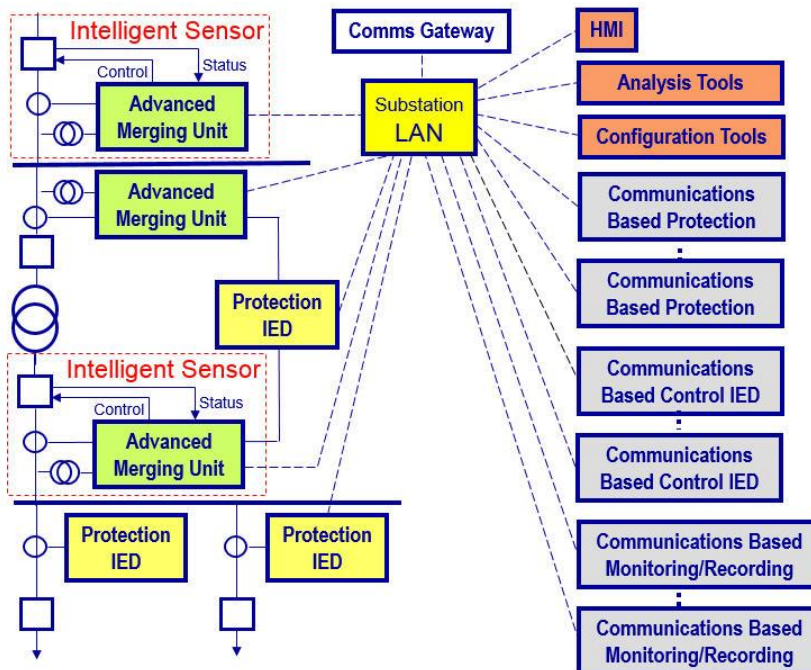 Intelligent Sensor
Control
Status
Advanced
Merging Unit
Advanced
Merging Unit
Protection
IED
Intelligent Sensor
Control
Status
Advanced
Merging Unit
Protection
IED
Protection
IED
Comms Gateway
Substation
LAN
HMI
Analysis Tools
Configuration Tools
Communications
Based Protection
Communications
Based Protection
Communications
Based Control IED
Communications
Based Control IED
Communications Based
Monitoring/Recording
Communications Based
Monitoring/Recording